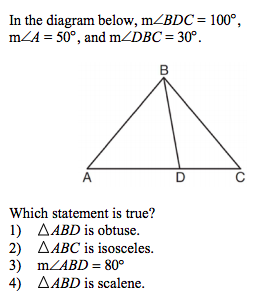 In the diagram below, m∠BDC = 100°,
m∠A = 50°, and m∠DBC = 30°.
B
A D C
Which statement is true?
1) △ABD is obtuse.
2) △ABC is isosceles.
3) m∠ABD = 80°
4) △ABD is scalene.